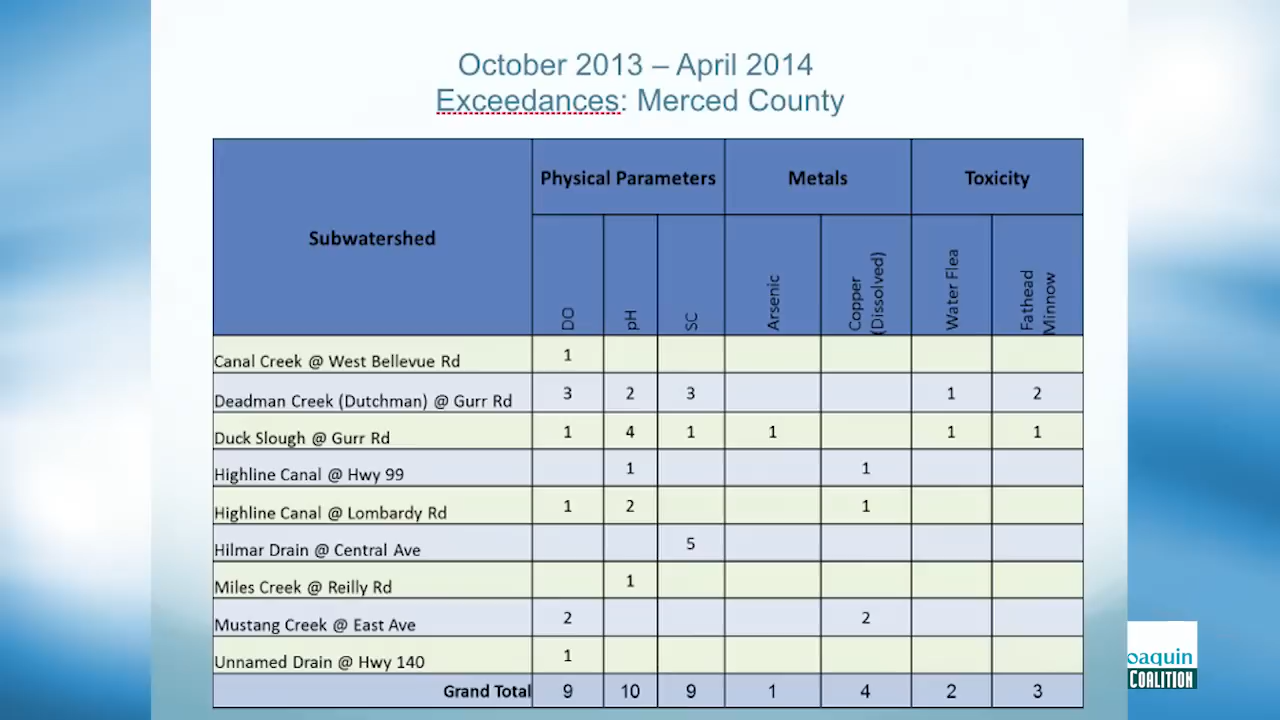 October 2013 – April 2014
Exceedances: Merced County
Subwatershed Physical Parameters Metals Toxicity
DO pH SC Arsenic Copper (Dissolved) Water Flea Fathead Minnow
Canal Creek @ West Bellevue Rd 1
Deadman Creek (Dutchman) @ Gurr Rd 3 2 3 1 2
Duck Slough @ Gurr Rd 1 4 1 1 1 1
Highline Canal @ Hwy 99 1 1
Highline Canal @ Lombardy Rd 1 2 1
Hilmar Drain @ Central Ave 5
Miles Creek @ Reilly Rd 1
Mustang Creek @ East Ave 2 2
Unnamed Drain @ Hwy 140 1
Grand Total 9 10 9 1 4 2 3
oaquin
COALITION